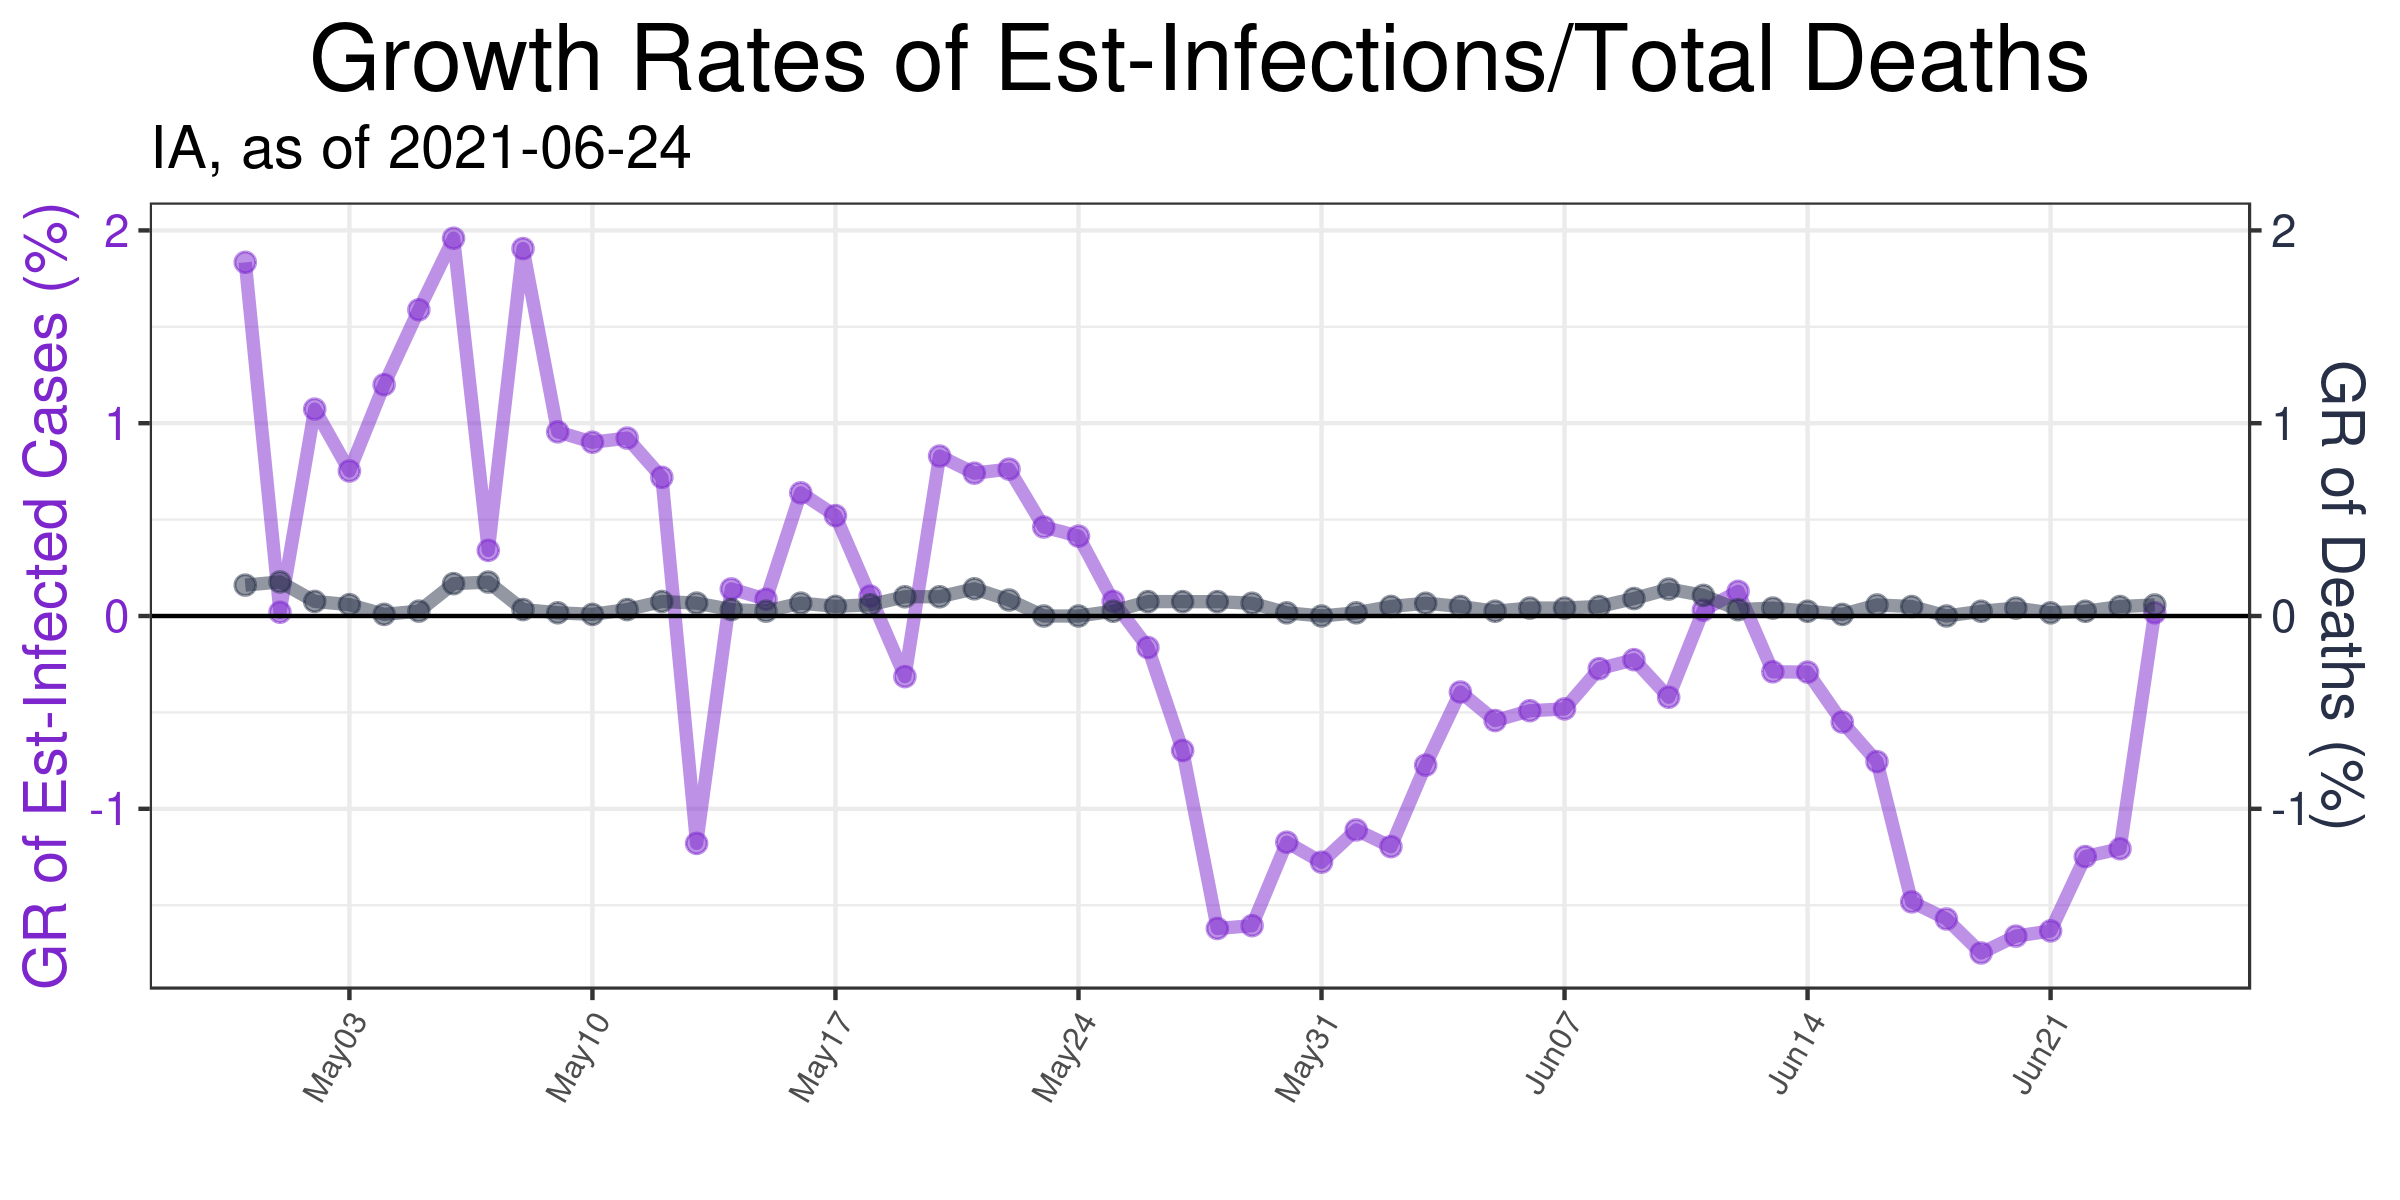 Growth Rates of Est-Infections/Total Deaths
IA, as of 2021-06-24
GR of Est-Infected Cases (%)
2
1
0
-1
2
1
0
-1
GR of Deaths (%)
May03
May10
May17
May24
May31
Jun07
Jun14
Jun21